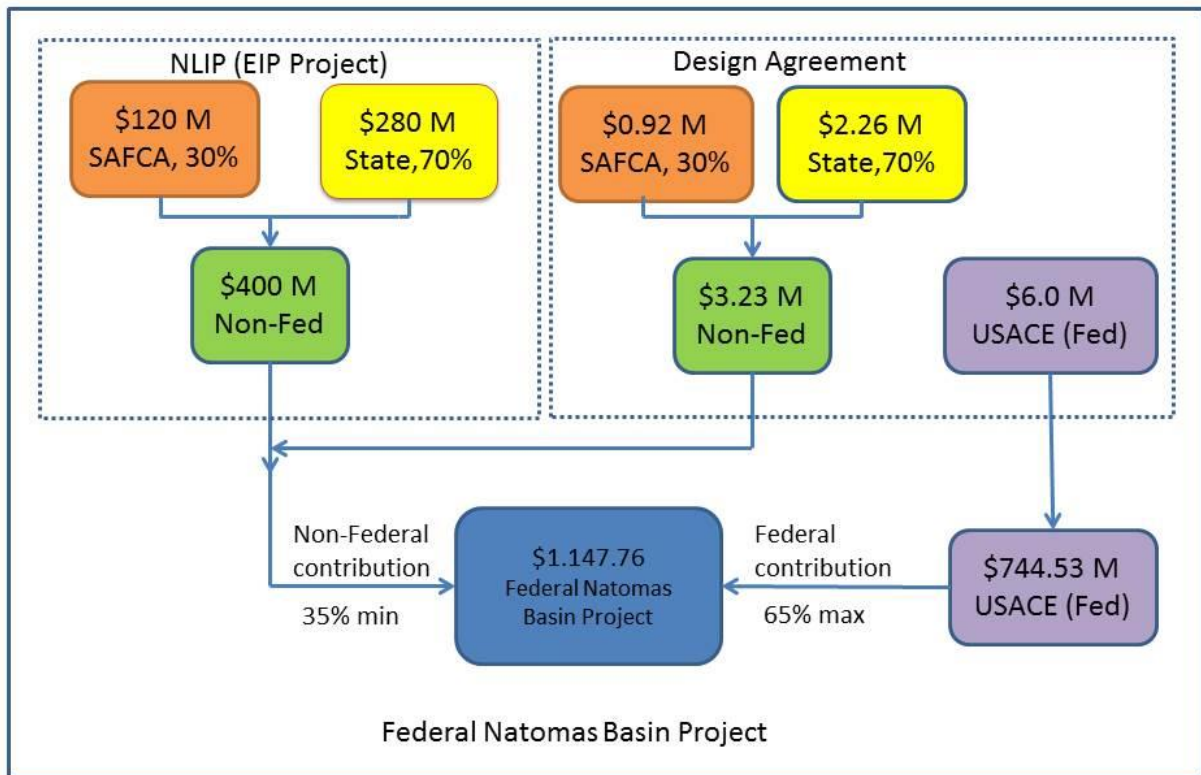 NLIP (EIP Project)
$120 M
SAFCA, 30%
$280 M
State,70%
$400 M
Non-Fed
Design Agreement
$0.92 M
SAFCA, 30%
$2.26 M
State,70%
$3.23 M
Non-Fed
$6.0 M
USACE (Fed)
Non-Federal
contribution
35% min
$1.147.76
Federal Natomas
Basin Project
Federal
contribution
65% max
$744.53 M
USACE (Fed)
Federal Natomas Basin Project